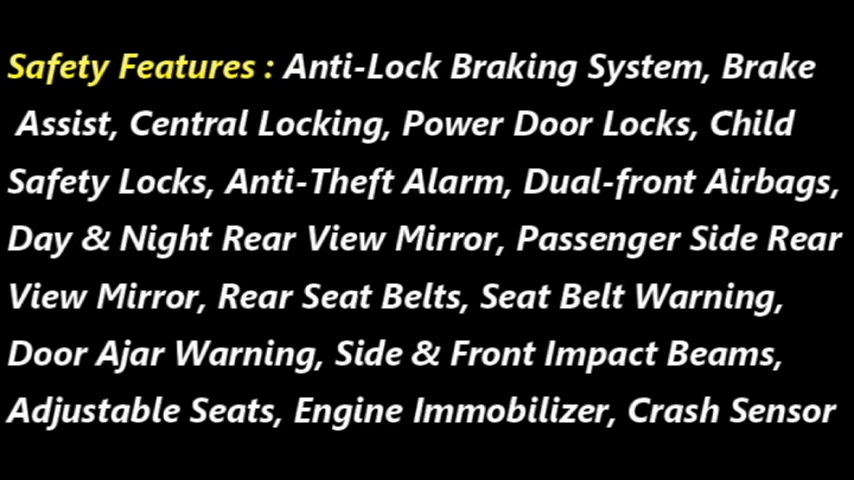 Safety Features : Anti-Lock Braking System, Brake
Assist, Central Locking, Power Door Locks, Child
Safety Locks, Anti-Theft Alarm, Dual-front Airbags,
Day & Night Rear View Mirror, Passenger Side Rear
View Mirror, Rear Seat Belts, Seat Belt Warning,
Door Ajar Warning, Side & Front Impact Beams,
Adjustable Seats, Engine Immobilizer, Crash Sensor